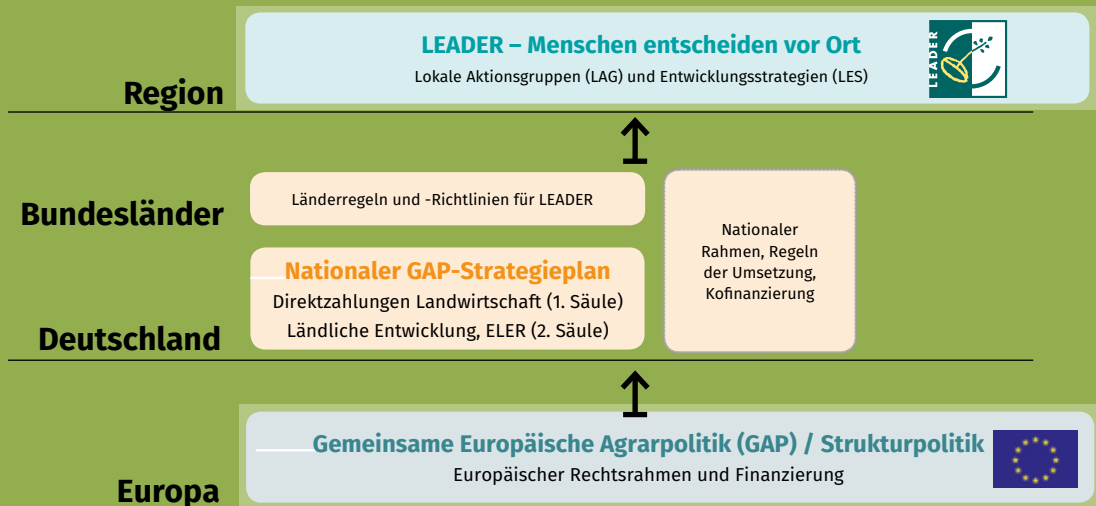 LEADER – Menschen entscheiden vor Ort
Lokale Aktionsgruppen (LAG) und Entwicklungsstrategien (LES)
LEADER
Region
Länderregeln und -Richtlinien für LEADER
Bundesländer
Nationaler GAP-Strategieplan
Direktzahlungen Landwirtschaft (1. Säule)
Ländliche Entwicklung, ELER (2. Säule)
Deutschland
Nationaler
Rahmen, Regeln
der Umsetzung,
Kofinanzierung
Gemeinsame Europäische Agrarpolitik (GAP) / Strukturpolitik
Europäischer Rechtsrahmen und Finanzierung
Europa